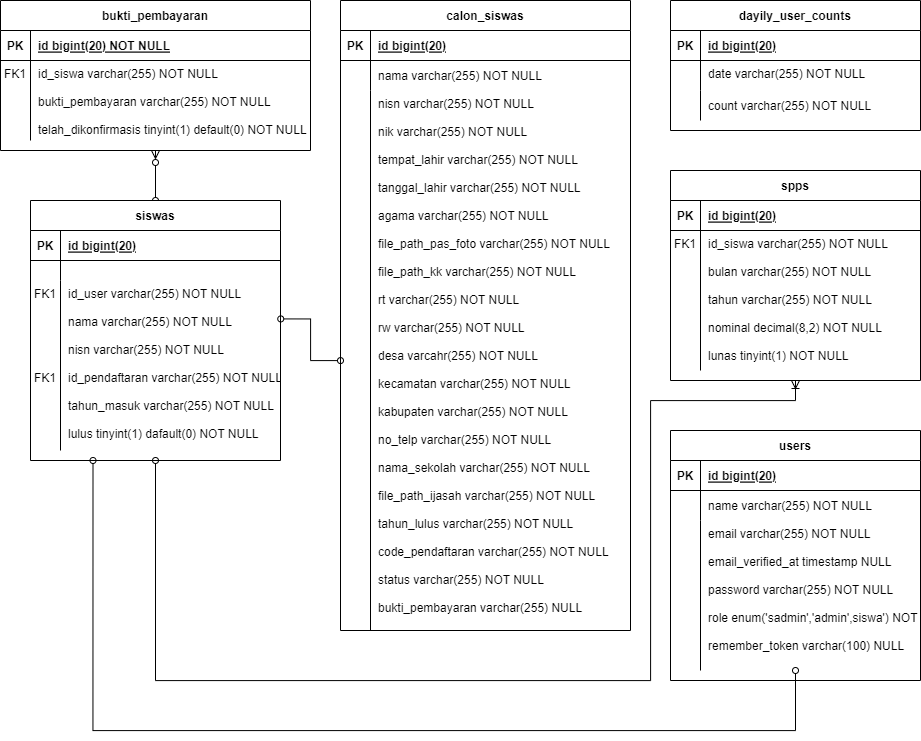 bukti_pembayaran
PK id bigint(20) NOT NULL
FK1 id_siswa varchar(255) NOT NULL
bukti_pembayaran varchar(255) NOT NULL
telah_dikonfirmasis tinyint(1) default(0) NOT NULL
siswas
PK id bigint(20)
FK1 id_user varchar(255) NOT NULL
nama varchar(255) NOT NULL
nisn varchar(255) NOT NULL
FK1 id_pendaftaran varchar(255) NOT NULL
tahun_masuk varchar(255) NOT NULL
lulus tinyint(1) dafault(0) NOT NULL
calon_siswas
PK id bigint(20)
nama varchar(255) NOT NULL
nisn varchar(255) NOT NULL
nik varchar(255) NOT NULL
tempat_lahir varchar(255) NOT NULL
tanggal_lahir varchar(255) NOT NULL
agama varchar(255) NOT NULL
file_path_pas_foto varchar(255) NOT NULL
file_path_kk varchar(255) NOT NULL
rt varchar(255) NOT NULL
rw varchar(255) NOT NULL
desa varcahr(255) NOT NULL
kecamatan varchar(255) NOT NULL
kabupaten varchar(255) NOT NULL
no_telp varchar(255) NOT NULL
nama_sekolah varchar(255) NOT NULL
file_path_ijasah varchar(255) NOT NULL
tahun_lulus varchar(255) NOT NULL
code_pendaftaran varchar(255) NOT NULL
status varchar(255) NOT NULL
bukti_pembayaran varchar(255) NULL
dayily_user_counts
PK id bigint(20)
date varchar(255) NOT NULL
count varchar(255) NOT NULL
spps
PK id bigint(20)
FK1 id_siswa varchar(255) NOT NULL
bulan varchar(255) NOT NULL
tahun varchar(255) NOT NULL
nominal decimal(8,2) NOT NULL
lunas tinyint(1) NOT NULL
users
PK id bigint(20)
name varchar(255) NOT NULL
email varchar(255) NOT NULL
email_verified_at timestamp NULL
password varchar(255) NOT NULL
role enum('sadmin','admin',siswa') NOT
remember_token varchar(100) NULL